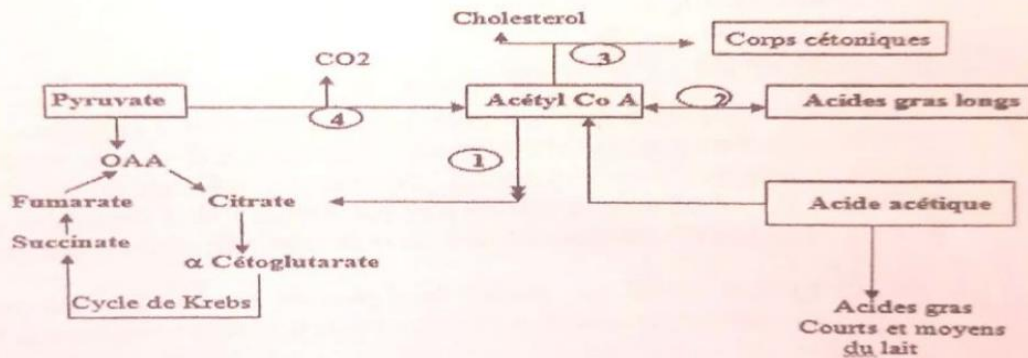 Cholesterol
CO2
3
Corps cétoniques
Pyruvate
4
Acétyl Co A
2
Acides gras longs
OAA
1
Fumarate
Citrate
Acide acétique
Succinate
α Cétoglutarate
Cycle de Krebs
Acides gras
Courts et moyens
du lait